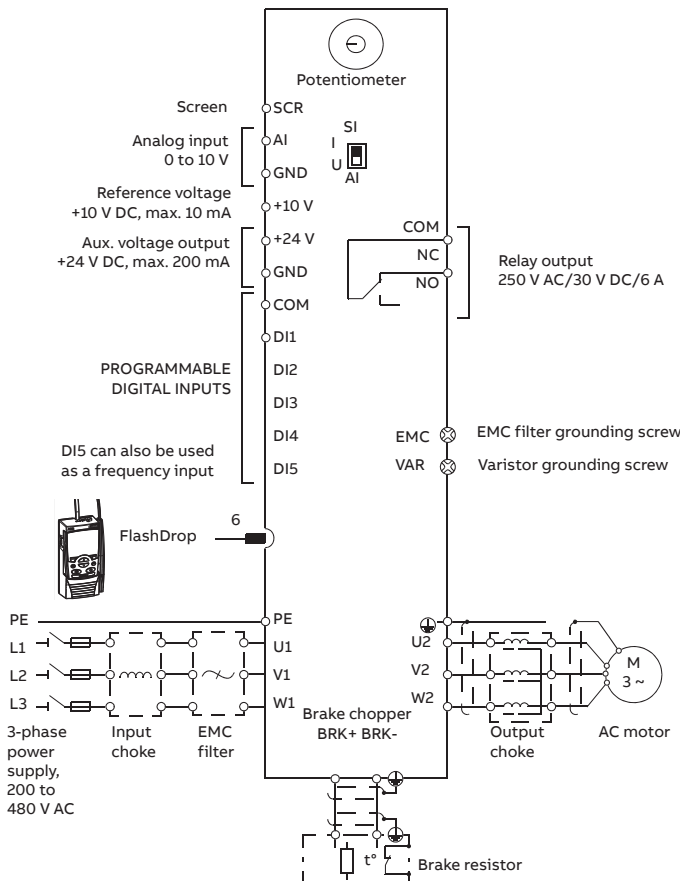 Potentiometer
Screen
SCR
SI
I
U
AI
Analog input
0 to 10 V
AI
GND
Reference voltage
+10 V DC, max. 10 mA
+10 V
Aux. voltage output
+24 V DC, max. 200 mA
+24 V
GND
COM
NC
NO
Relay output
250 V AC/30 V DC/6 A
COM
DI1
PROGRAMMABLE
DIGITAL INPUTS
DI2
DI3
DI4
DI5
DI5 can also be used
as a frequency input
EMC
EMC filter grounding screw
VAR
Varistor grounding screw
FlashDrop
6
PE
PE
L1
U1
U2
L2
V1
V2
L3
W1
W2
M
3 ~
3-phase
power
supply,
200 to
480 V AC
Input
choke
EMC
filter
Brake chopper
BRK+ BRK-
Output
choke
AC motor
t°
Brake resistor